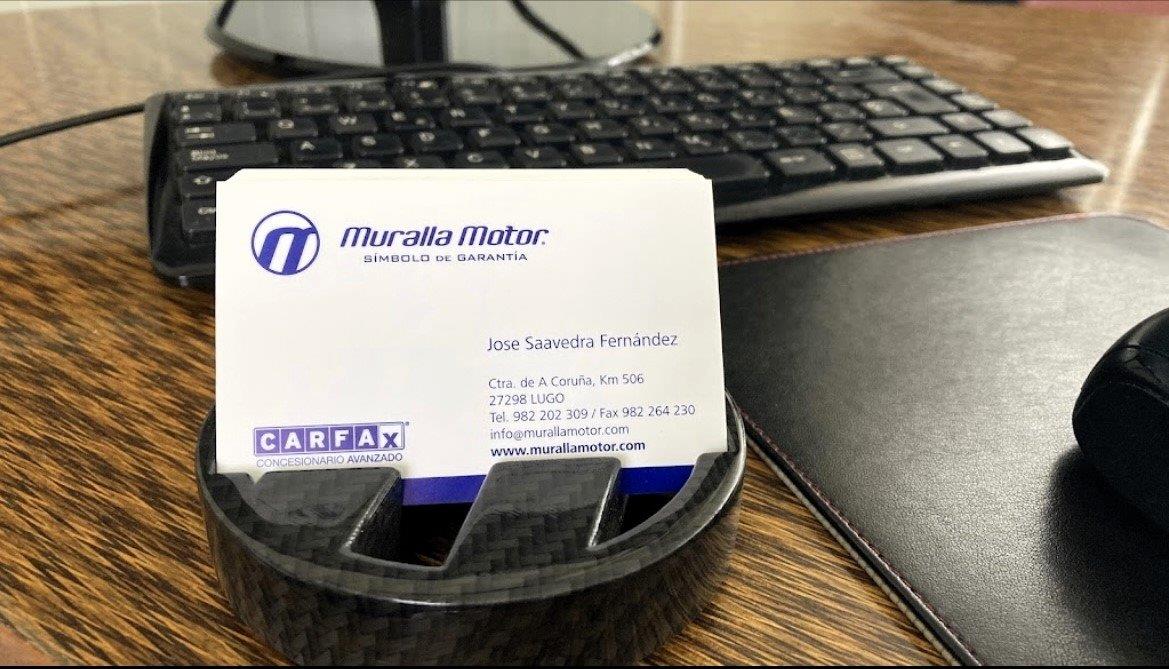 Muralla Motor
SÍMBOLO DE GARANTÍA
Jose Saavedra Fernández
Ctra. de A Coruña, Km 506
27298 LUGO
Tel. 982 202 309 / Fax 982 264 230
info@murallamotor.com
www.murallamotor.com
CARFAX
CONCESIONARIO AVANZADO